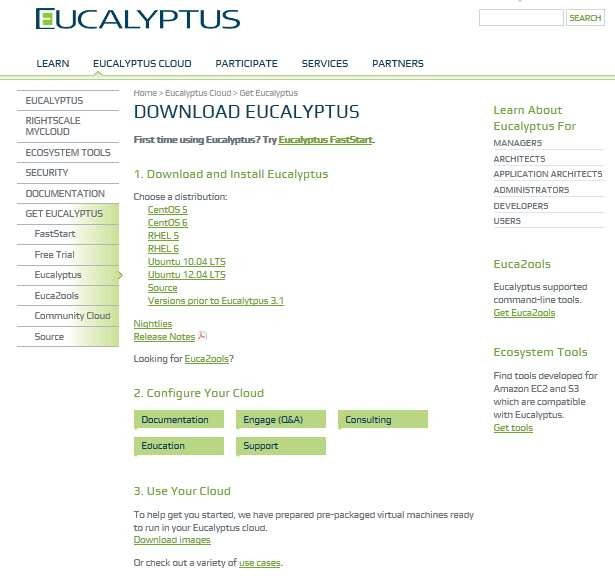 EUCALYPTUS
SEARCH
LEARN EUCALYPTUS CLOUD PARTICIPATE SERVICES PARTNERS
EUCALYPTUS
RIGHTSCALE
MYCLOUD
ECOSYSTEM TOOLS
SECURITY
DOCUMENTATION
GET EUCALYPTUS
FastStart
Free Trial
Eucalyptus
Euca2ools
Community Cloud
Source
Home > Eucalyptus Cloud > Get Eucalyptus
DOWNLOAD EUCALYPTUS
First time using Eucalyptus? Try Eucalyptus FastStart.
1. Download and Install Eucalyptus
Choose a distribution:
CentOS 5
CentOS 6
RHEL 5
RHEL 6
Ubuntu 10.04 LTS
Ubuntu 12.04 LTS
Source
Versions prior to Eucalytpus 3.1
Nightlies
Release Notes
Looking for Euca2ools?
2. Configure Your Cloud
Documentation Engage (Q&A) Consulting
Education Support
3. Use Your Cloud
To help get you started, we have prepared pre-packaged virtual machines ready
to run in your Eucalyptus cloud.
Download images
Or check out a variety of use cases.
Learn About
Eucalyptus For
MANAGERS
ARCHITECTS
APPLICATION ARCHITECTS
ADMINISTRATORS
DEVELOPERS
USERS
Euca2ools
Eucalyptus supported
command-line tools.
Get Euca2ools
Ecosystem Tools
Find tools developed for
Amazon EC2 and S3
which are compatible
with Eucalyptus.
Get tools